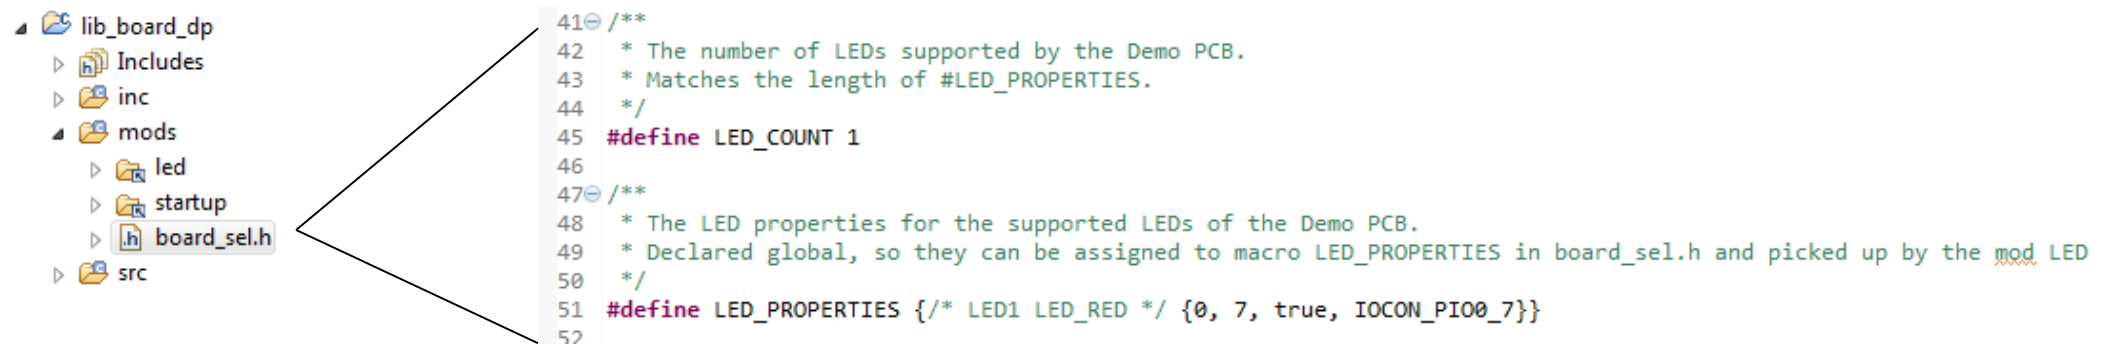 lib_board_dp
Includes
inc
mods
led
startup
board_sel.h
src
41 /**
42  * The number of LEDs supported by the Demo PCB.
43  * Matches the length of #LED_PROPERTIES.
44  */
45 #define LED_COUNT 1
46
47 /**
48  * The LED properties for the supported LEDs of the Demo PCB.
49  * Declared global, so they can be assigned to macro LED_PROPERTIES in board_sel.h and picked up by the mod LED
50  */
51 #define LED_PROPERTIES {/* LED1 LED_RED */ {0, 7, true, IOCON_PIO0_7}}
52